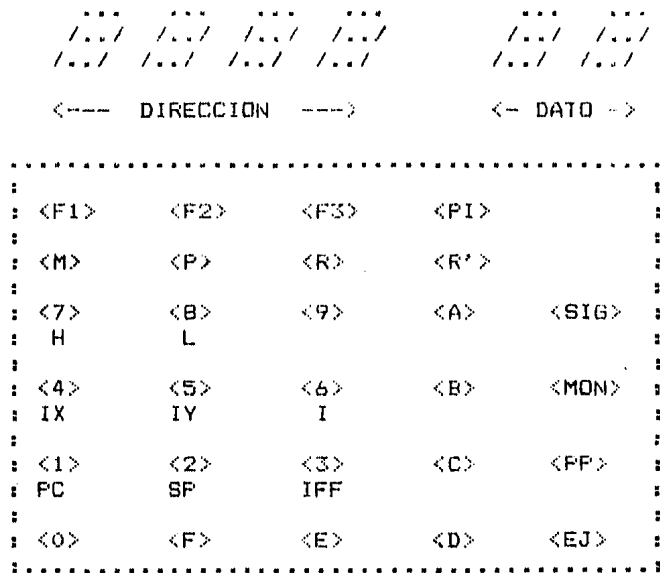 <--- DIRECCION ---> <- DATO ->
<F1> <F2> <F3> <PI>
<M> <P> <R> <R'>
<7> <8> <9> <A> <SIG>
H L
<4> <5> <6> <B> <MON>
IX IY I
<1> <2> <3> <C> <PP>
PC SP IFF
<0> <F> <E> <D> <EJ>